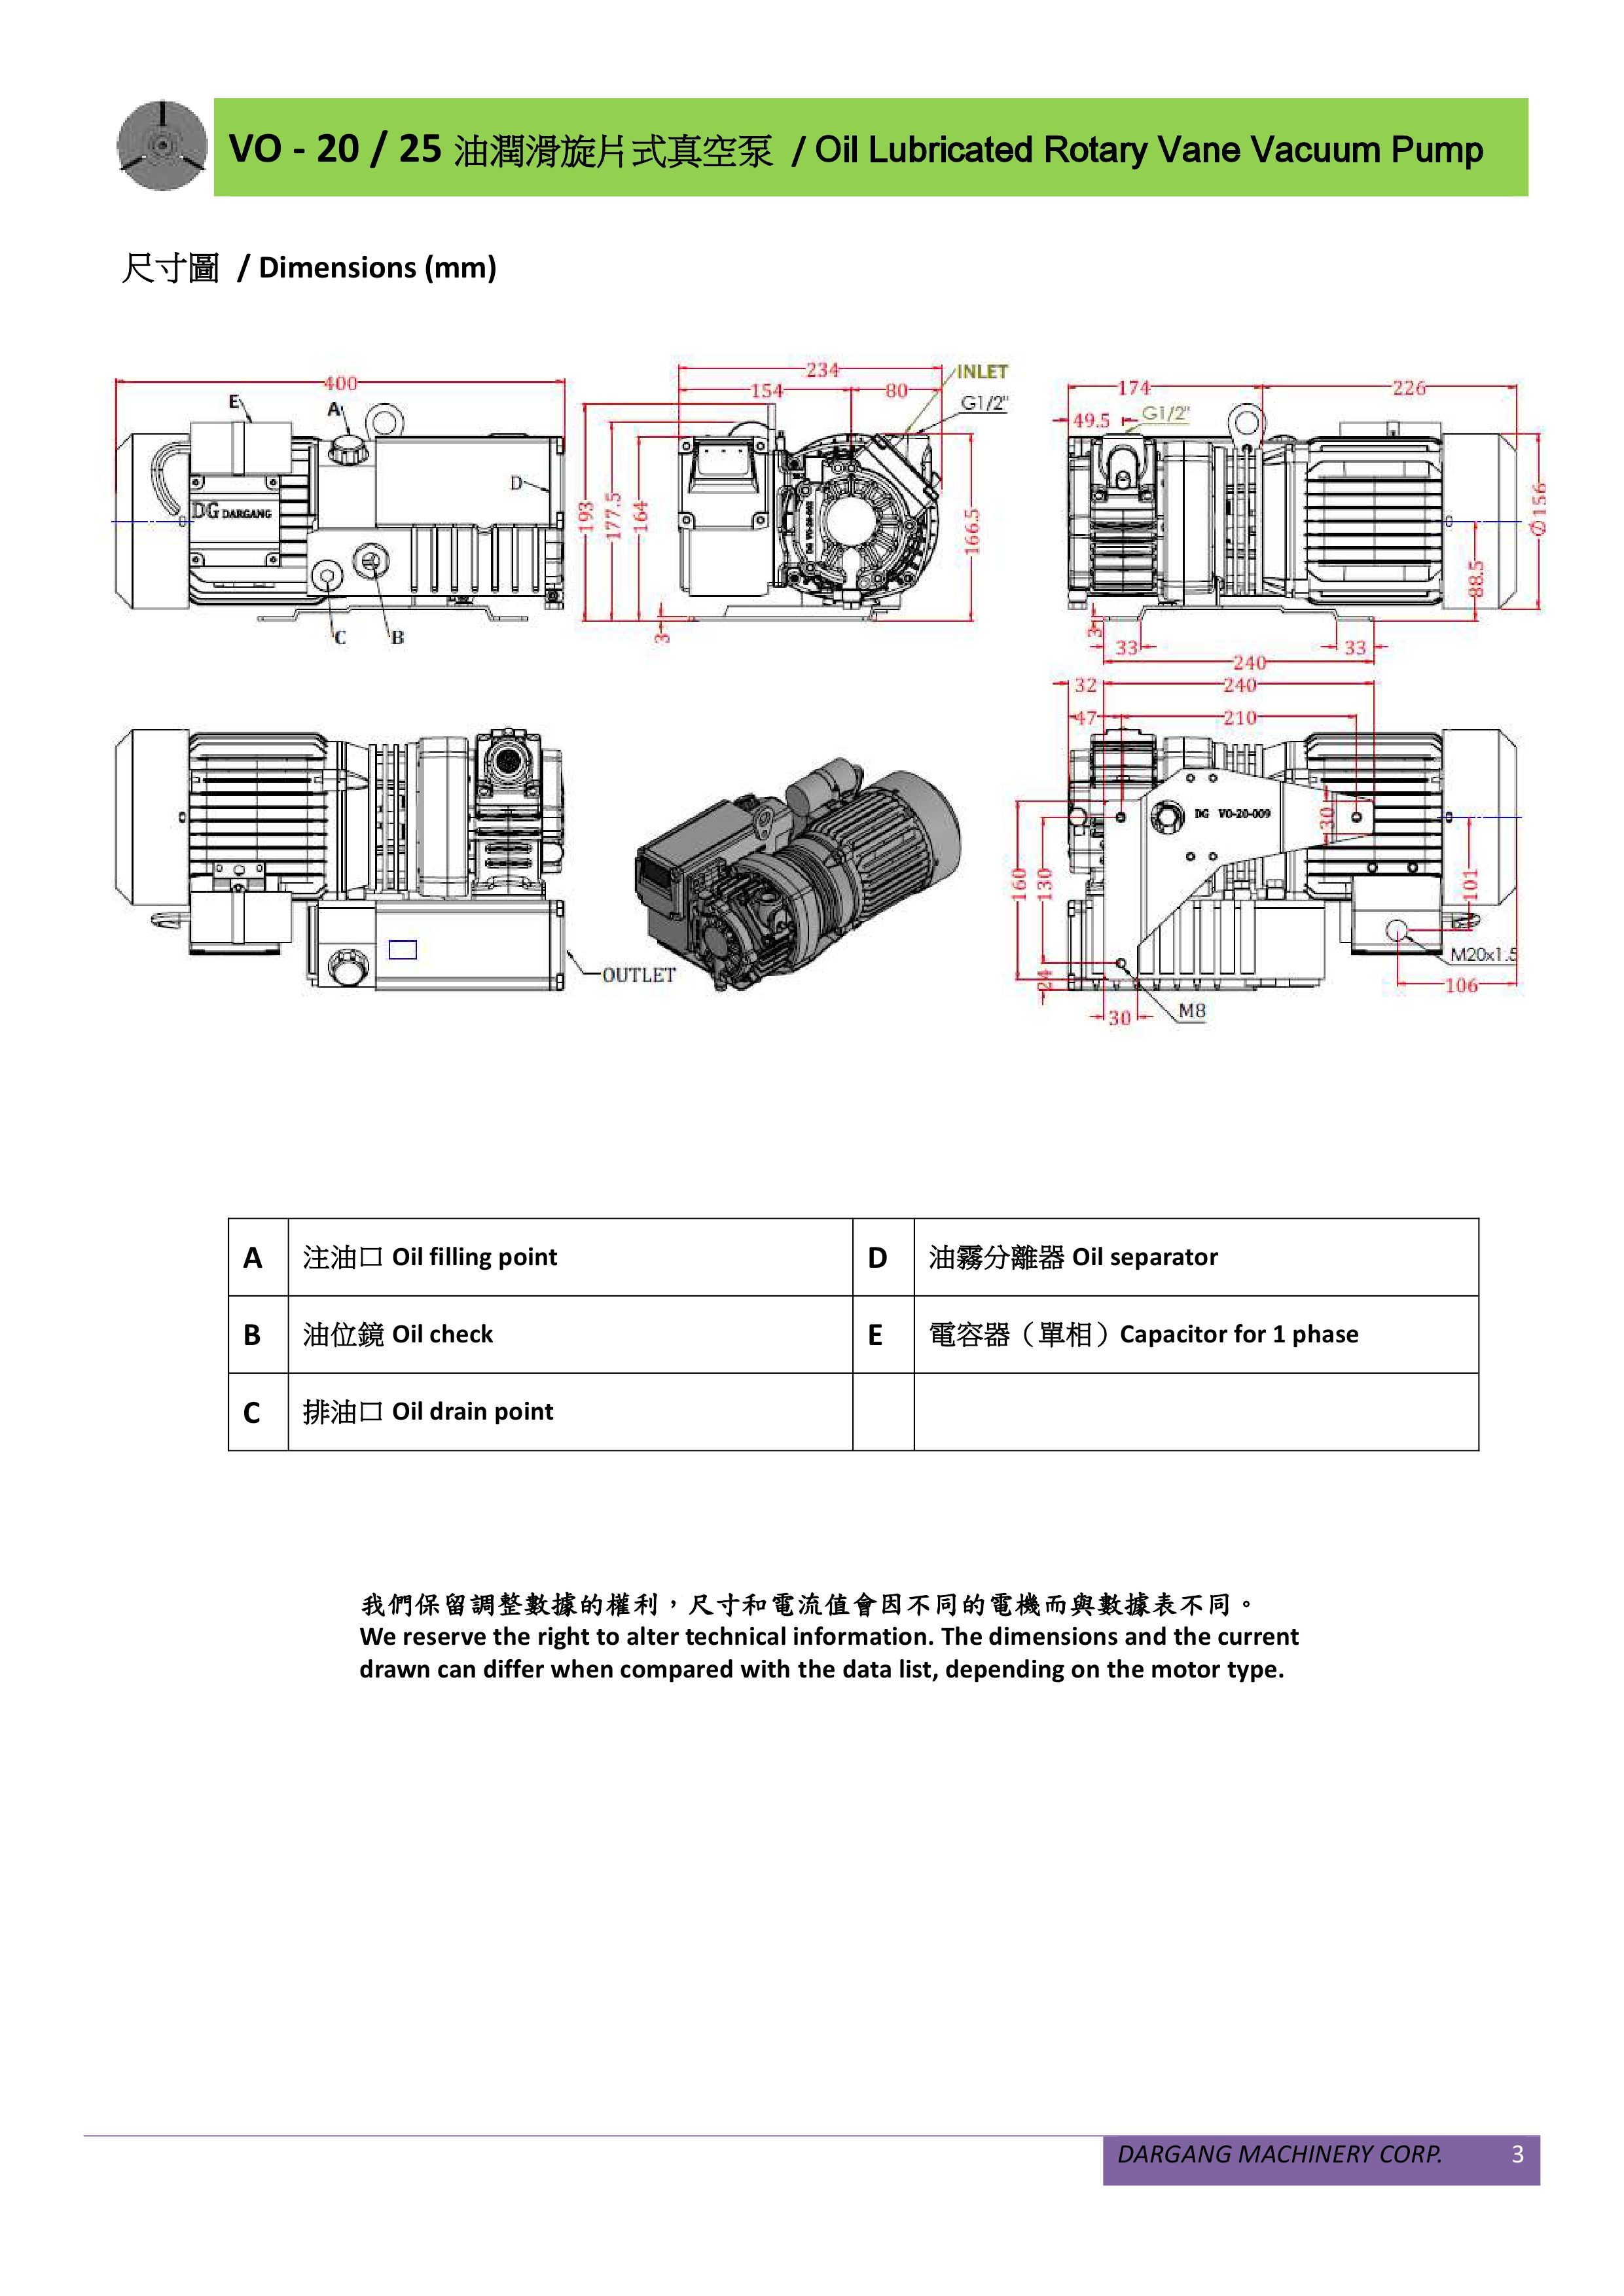 VO - 20 / 25 油潤滑旋片式真空泵 / Oil Lubricated Rotary Vane Vacuum Pump
尺寸圖 / Dimensions (mm)
400
E
A
D
DG DARGANG
C
B
234
154
80
INLET
G1/2"
193
177.5
164
166.5
3
DG VO-20-002
174
226
49.5
G1/2"
Ø156
88.5
3
33
33
240
32
240
47
210
DG VO-20-009
30
160
130
101
24
M20x1.5
106
30
M8
OUTLET
A 注油口 Oil filling point D 油霧分離器 Oil separator
B 油位鏡 Oil check E 電容器（單相）Capacitor for 1 phase
C 排油口 Oil drain point
我們保留調整數據的權利，尺寸和電流值會因不同的電機而與數據表不同。
We reserve the right to alter technical information. The dimensions and the current
drawn can differ when compared with the data list, depending on the motor type.
DARGANG MACHINERY CORP. 3